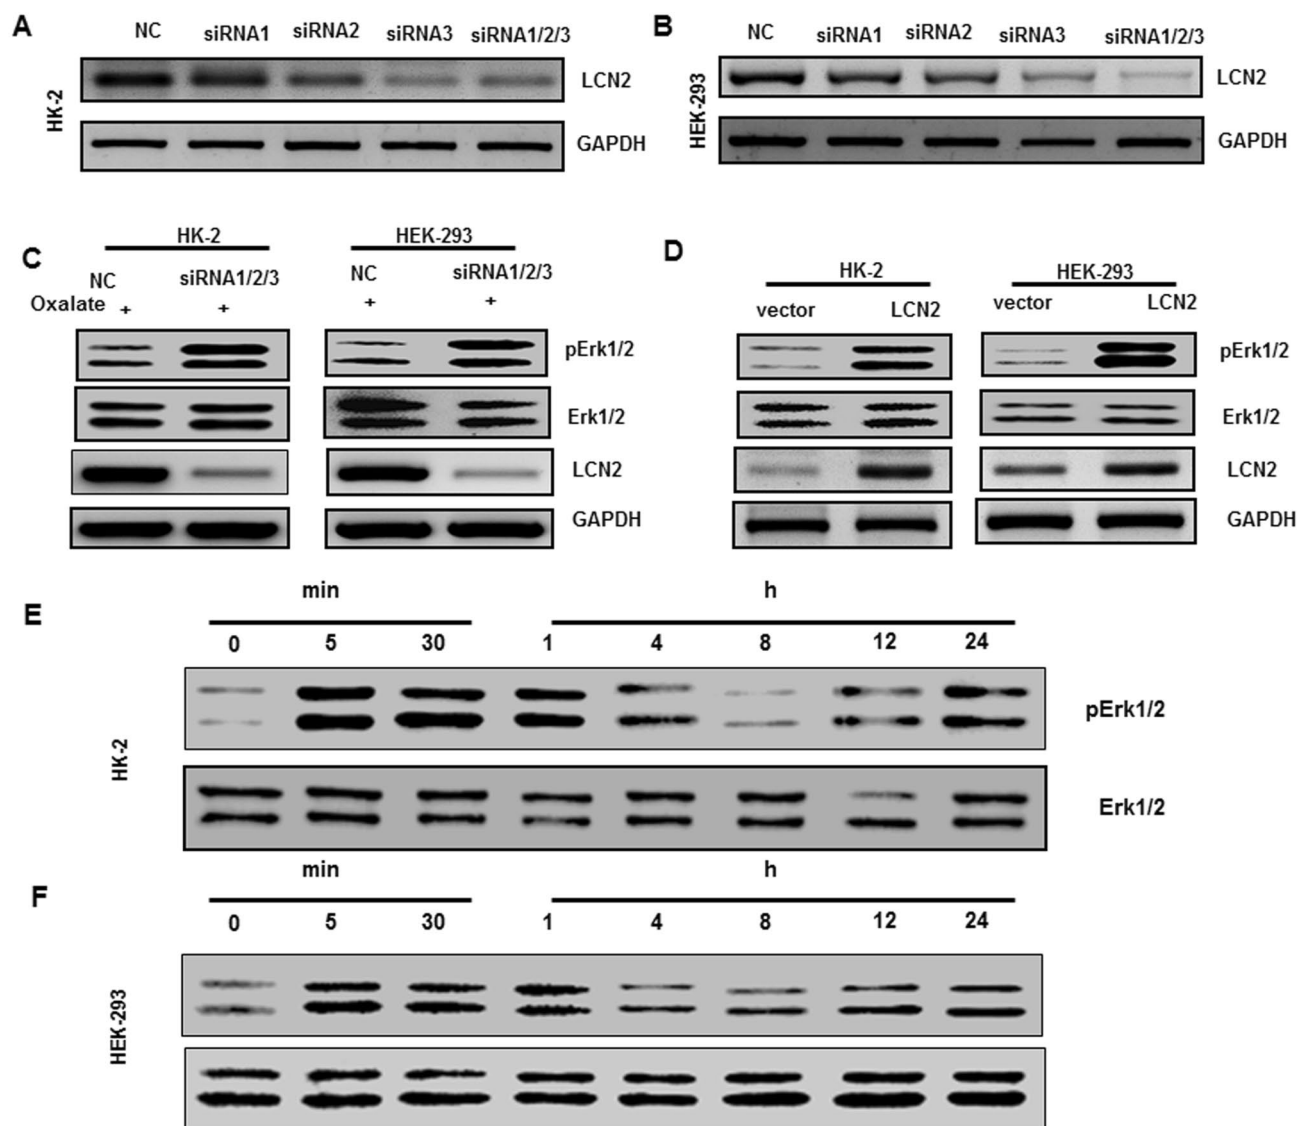 A
NC siRNA1 siRNA2 siRNA3 siRNA1/2/3
LCN2
HK-2
GAPDH
B
NC siRNA1 siRNA2 siRNA3 siRNA1/2/3
LCN2
HEK-293
GAPDH
C
HK-2 HEK-293
NC siRNA1/2/3 NC siRNA1/2/3
Oxalate + + + +
pErk1/2
Erk1/2
LCN2
GAPDH
D
HK-2 HEK-293
vector LCN2 vector LCN2
pErk1/2
Erk1/2
LCN2
GAPDH
E
min h
0 5 30 1 4 8 12 24
pErk1/2
HK-2
Erk1/2
F
min h
0 5 30 1 4 8 12 24
HEK-293